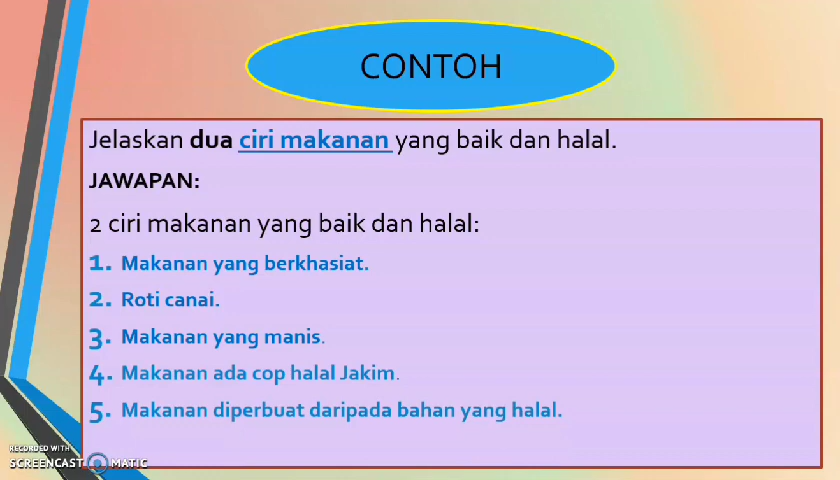 CONTOH
Jelaskan dua ciri makanan yang baik dan halal.
JAWAPAN:
2 ciri makanan yang baik dan halal:
1. Makanan yang berkhasiat.
2. Roti canai.
3. Makanan yang manis.
4. Makanan ada cop halal Jakim.
5. Makanan diperbuat daripada bahan yang halal.
RECORDED WITH
SCREENCAST MATIC